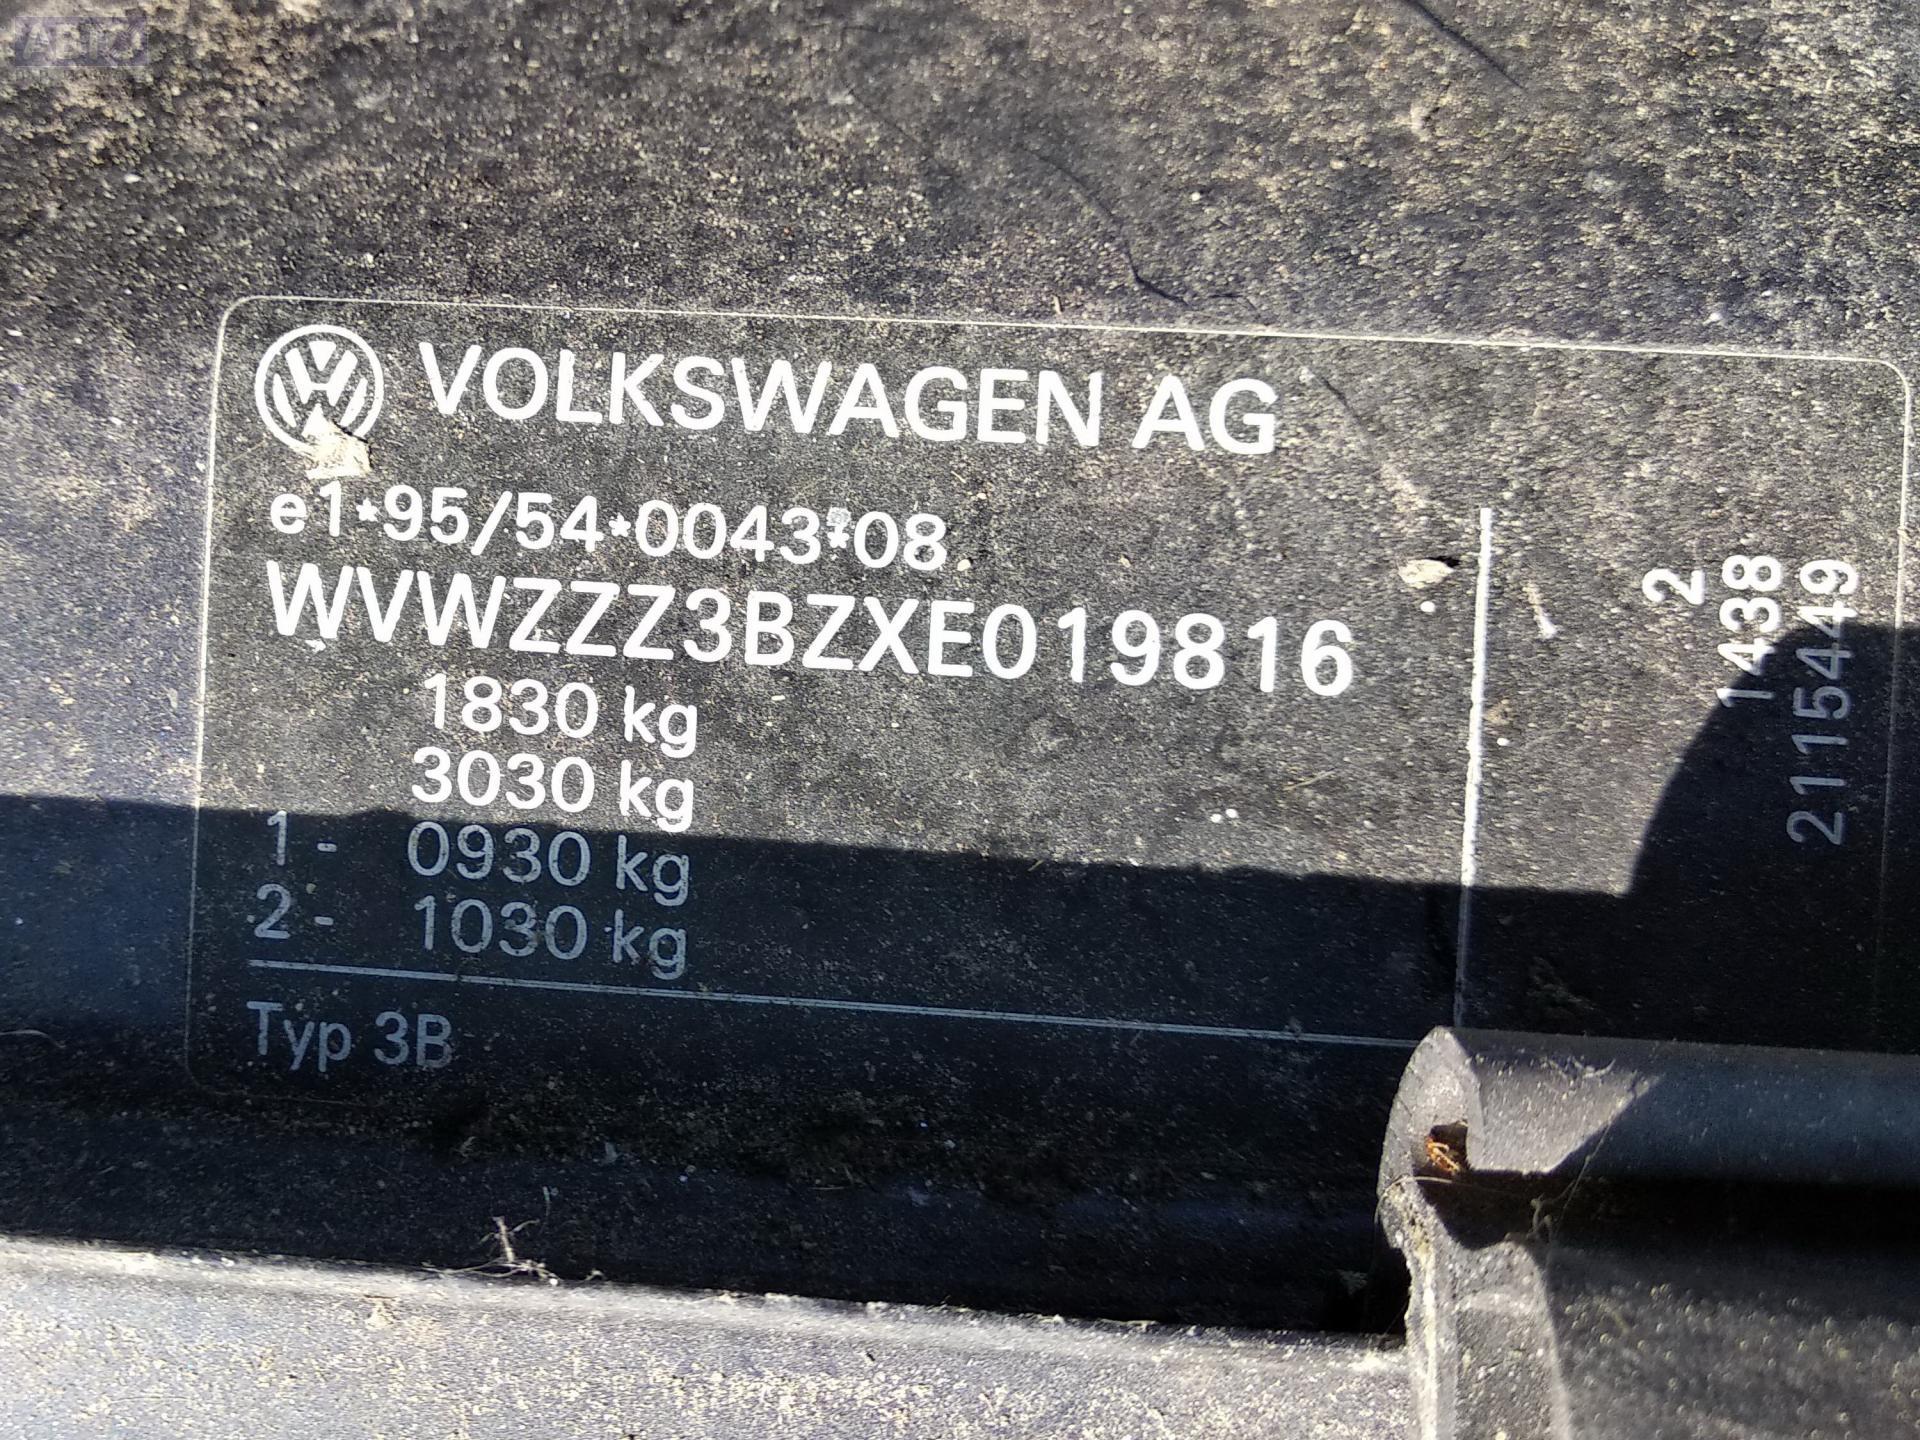 VOLKSWAGEN AG
e1*95/54*0043*08
WVWZZZ3BZXE019816
1830 kg
3030 kg
1 - 0930 kg
2 - 1030 kg
Typ 3B
2
1438
2115449